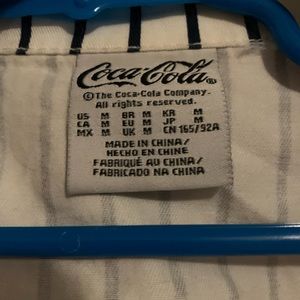 Coca-Cola®
©The Coca-Cola Company.
All rights reserved.
US M BR M KR M
CA M EU M JP M
MX M UK M CN 165/92A
MADE IN CHINA/
HECHO EN CHINE
FABRIQUÉ AU CHINA/
FABRICADO NA CHINA